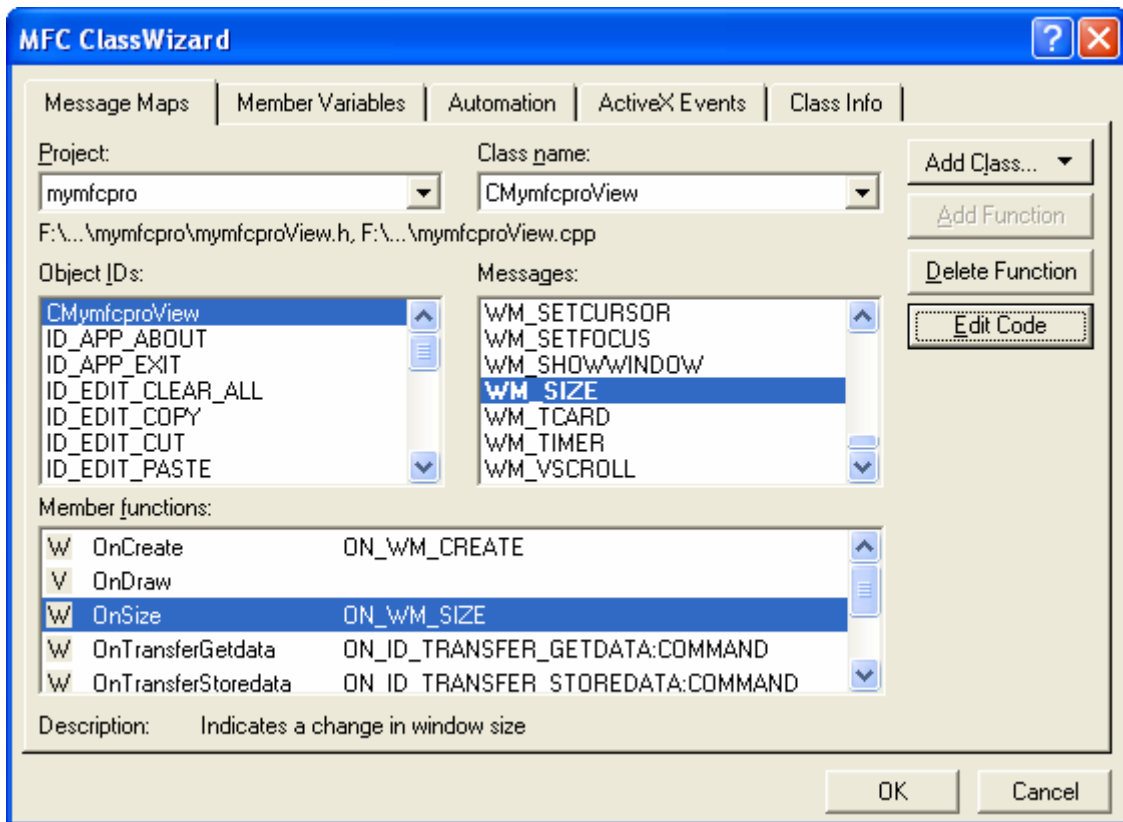 MFC ClassWizard
Message Maps Member Variables Automation ActiveX Events Class Info
Project: Class name:
mymfcpro CMymfcproView
Add Class...
F:\...\mymfcpro\mymfcproView.h, F:\...\mymfcproView.cpp
Add Function
Object IDs: Messages:
Delete Function
CMymfcproView WM_SETCURSOR
ID_APP_ABOUT WM_SETFOCUS
Edit Code
ID_APP_EXIT WM_SHOWWINDOW
ID_EDIT_CLEAR_ALL WM_SIZE
ID_EDIT_COPY WM_TCARD
ID_EDIT_CUT WM_TIMER
ID_EDIT_PASTE WM_VSCROLL
Member functions:
W OnCreate ON_WM_CREATE
V OnDraw
W OnSize ON_WM_SIZE
W OnTransferGetdata ON_ID_TRANSFER_GETDATA:COMMAND
W OnTransferStoredata ON_ID_TRANSFER_STOREDATA:COMMAND
Description: Indicates a change in window size
OK Cancel